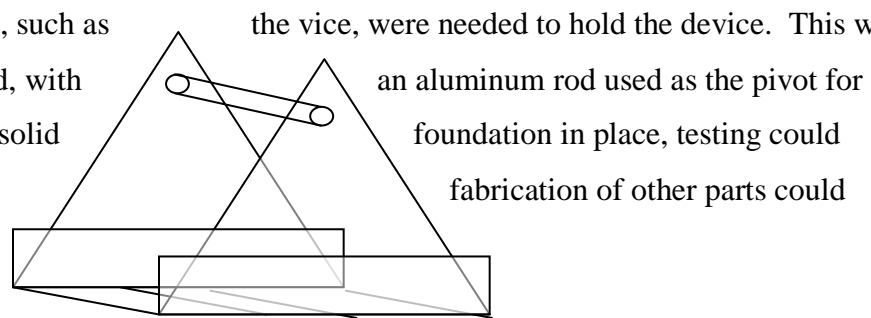 , such as the vice, were needed to hold the device. This
, with an aluminum rod used as the pivot for
solid foundation in place, testing could
fabrication of other parts could